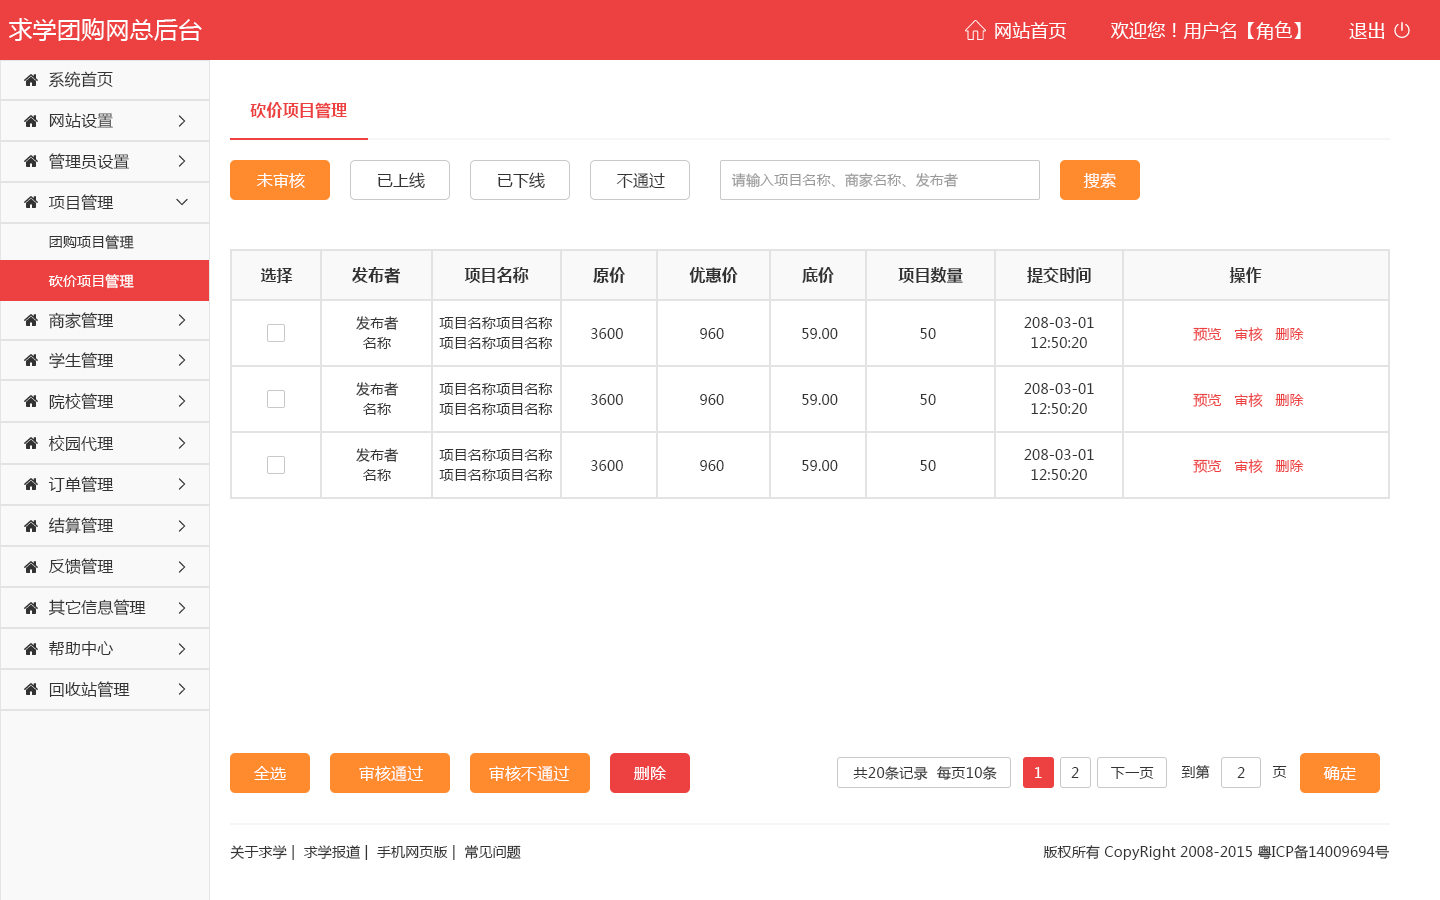 求学团购网总后台
网站首页
欢迎您！用户名【角色】
退出
系统首页
网站设置
管理员设置
项目管理
团购项目管理
砍价项目管理
商家管理
学生管理
院校管理
校园代理
订单管理
结算管理
反馈管理
其它信息管理
帮助中心
回收站管理
砍价项目管理
未审核 已上线 已下线 不通过 请输入项目名称、商家名称、发布者 搜索
选择 发布者 项目名称 原价 优惠价 底价 项目数量 提交时间 操作
发布者 项目名称项目名称 208-03-01
3600 960 59.00 50 预览 审核 删除
名称 项目名称项目名称 12:50:20
发布者 项目名称项目名称 208-03-01
3600 960 59.00 50 预览 审核 删除
名称 项目名称项目名称 12:50:20
发布者 项目名称项目名称 208-03-01
3600 960 59.00 50 预览 审核 删除
名称 项目名称项目名称 12:50:20
全选 审核通过 审核不通过 删除 共20条记录 每页10条 1 2 下一页 到第 2 页 确定
关于求学 | 求学报道 | 手机网页版 | 常见问题
版权所有 CopyRight 2008-2015 粤ICP备14009694号